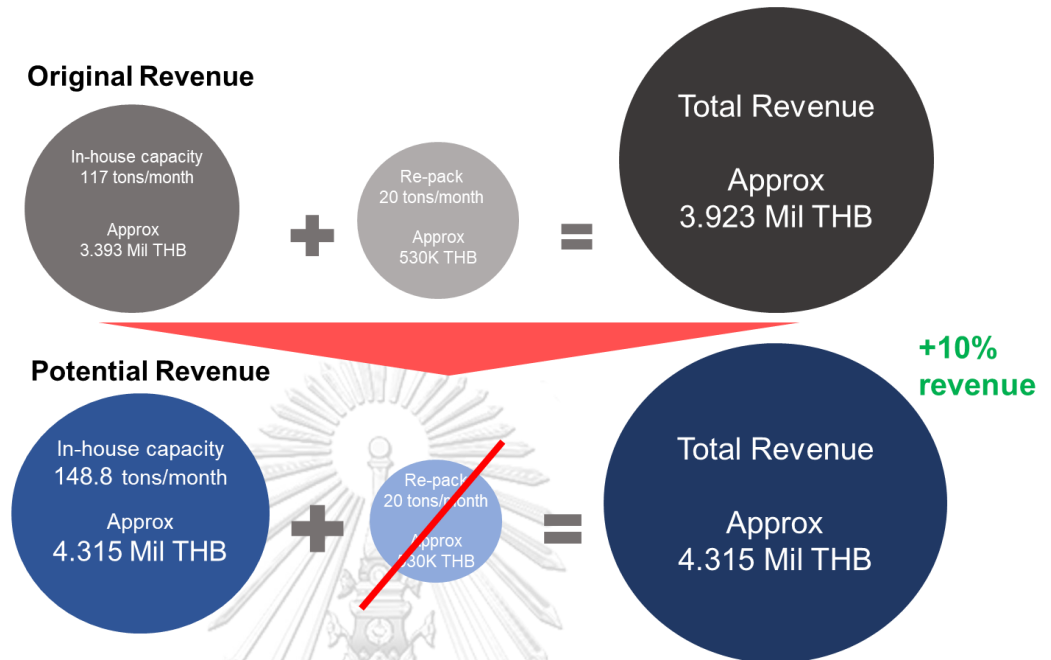 Original Revenue
In-house capacity
117 tons/month
Approx
3.393 Mil THB
+
Re-pack
20 tons/month
Approx
530K THB
=
Total Revenue
Approx
3.923 Mil THB
+10%
revenue
Potential Revenue
In-house capacity
148.8 tons/month
Approx
4.315 Mil THB
+
Re-pack
20 tons/month
Approx
530K THB
=
Total Revenue
Approx
4.315 Mil THB